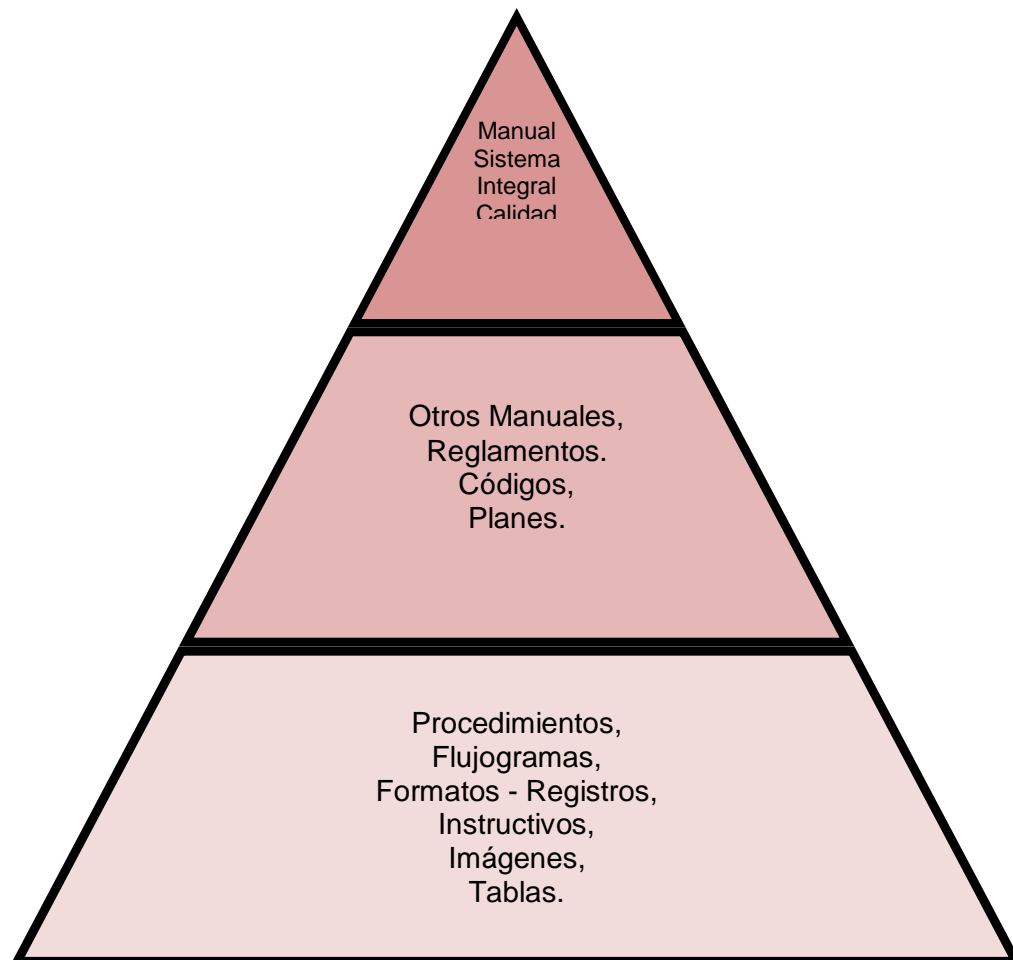 Manual
Sistema
Integral
Calidad
Otros Manuales,
Reglamentos.
Códigos,
Planes.
Procedimientos,
Flujogramas,
Formatos - Registros,
Instructivos,
Imágenes,
Tablas.